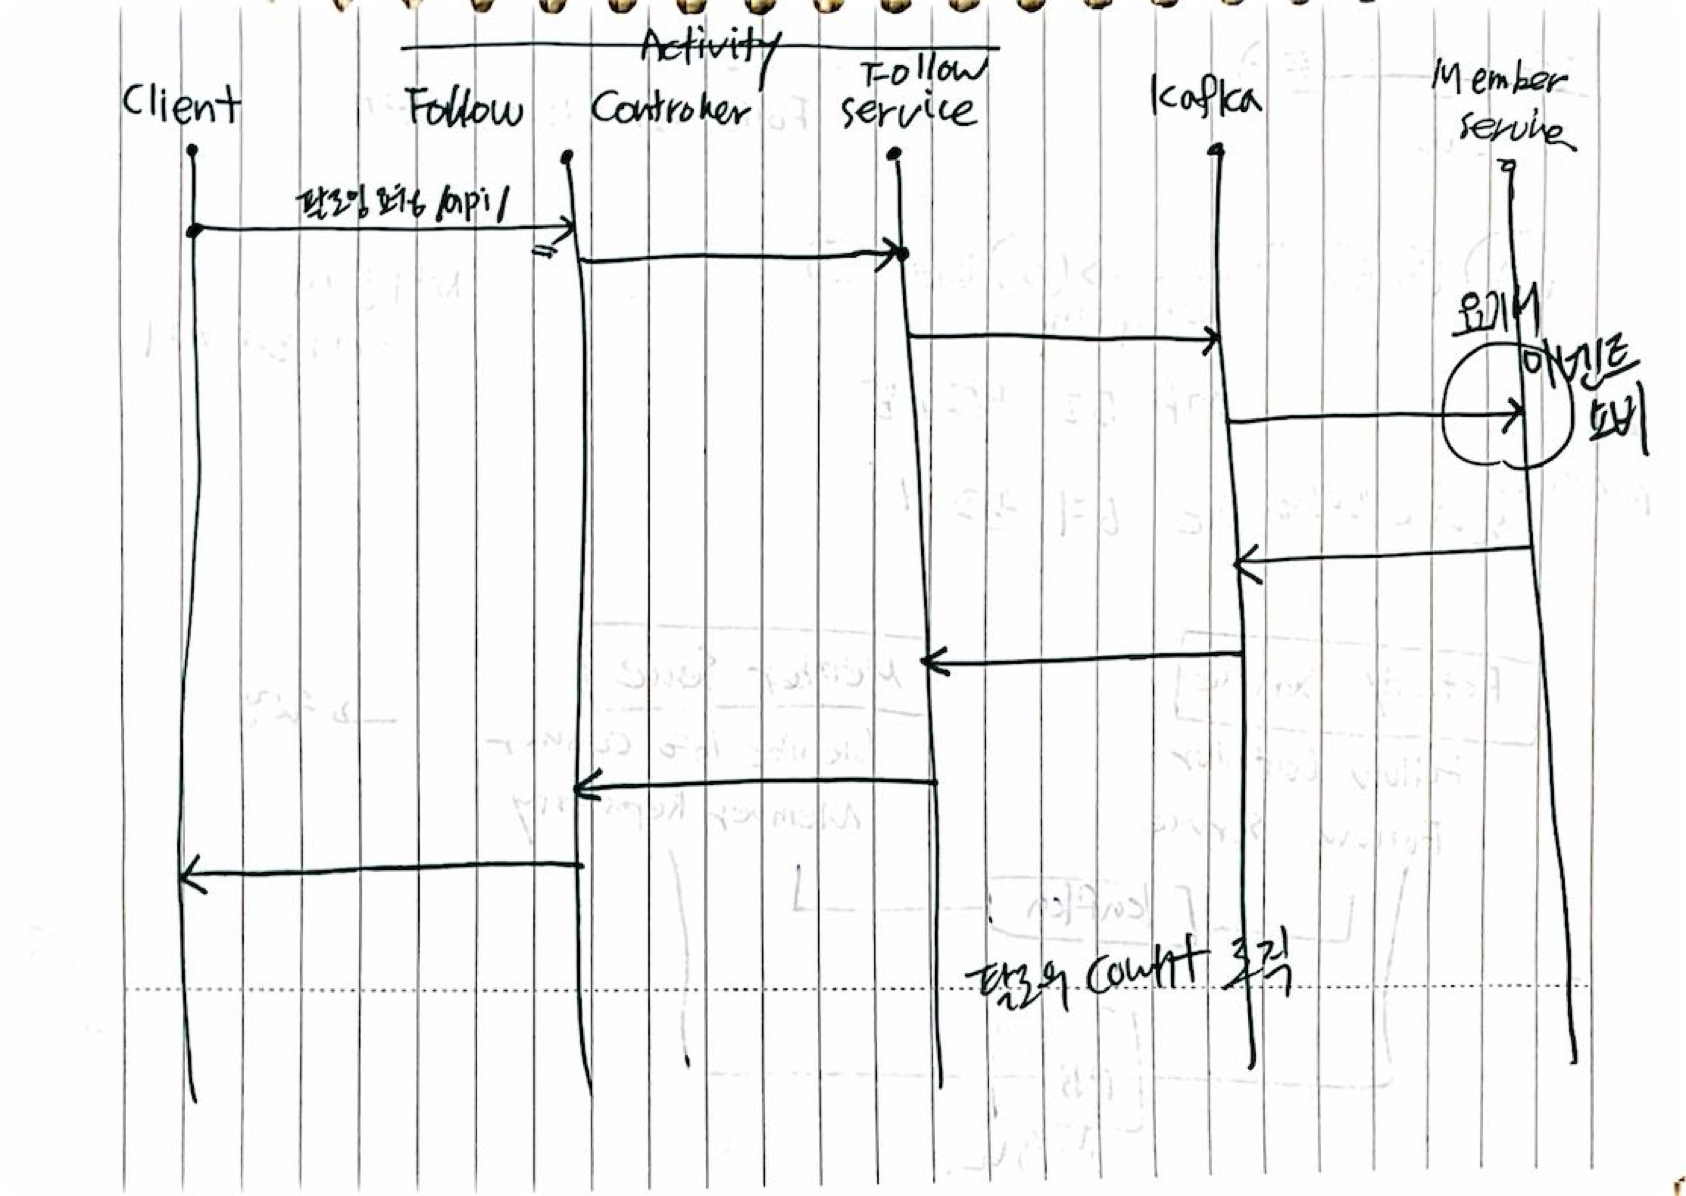 Activity
Client
Follow Controller
Follow
service
Kafka
Member
service
팔로잉 요청 /api/
요기서
이벤트
소비
팔로워 Count 로직